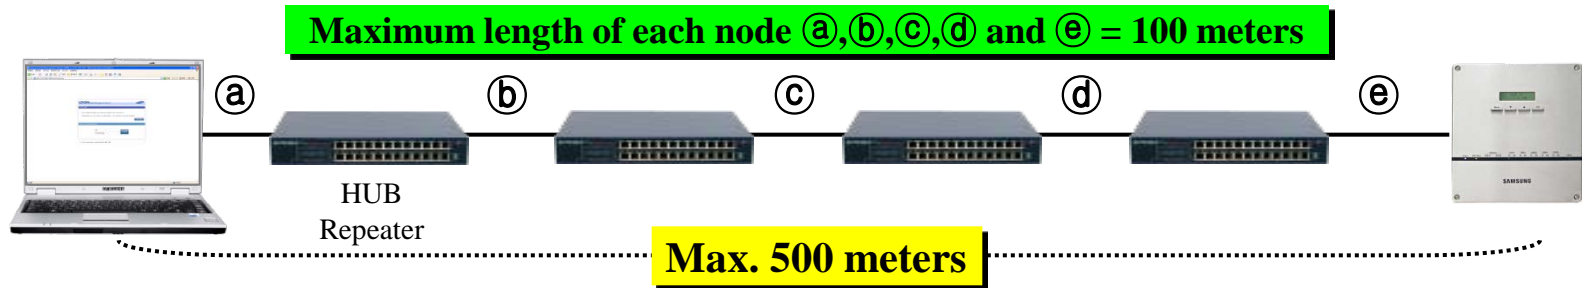 Maximum length of each node ⓐ,ⓑ,ⓒ,ⓓ and ⓔ = 100 meters
ⓐ
ⓑ
ⓒ
ⓓ
ⓔ
HUB
Repeater
SAMSUNG
Max. 500 meters